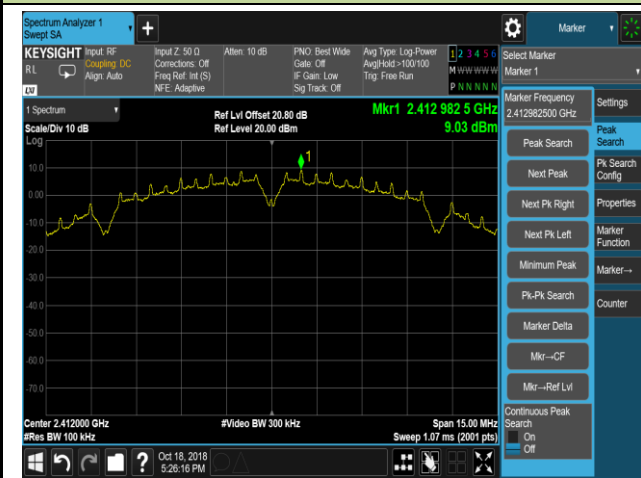 Spectrum Analyzer 1
Swept SA
Marker
KEYSIGHT Input: RF
Coupling: DC
Align: Auto
RL
LXI
Input Z: 50 Ω
Corrections: Off
Freq Ref: Int (S)
NFE: Adaptive
Atten: 10 dB
PNO: Best Wide
Gate: Off
IF Gain: Low
Sig Track: Off
Avg Type: Log-Power
Avg|Hold:>100/100
Trig: Free Run
1 2 3 4 5 6
M W W W W W
P N N N N N
Select Marker
Marker 1
1 Spectrum
Scale/Div 10 dB
Log
Ref Lvl Offset 20.80 dB
Ref Level 20.00 dBm
Mkr1 2.412 982 5 GHz
9.03 dBm
1
10.0
0.00
-10.0
-20.0
-30.0
-40.0
-50.0
-60.0
-70.0
Center 2.412000 GHz
#Res BW 100 kHz
#Video BW 300 kHz
Span 15.00 MHz
Sweep 1.07 ms (2001 pts)
Marker Frequency
2.412982500 GHz
Peak Search
Next Peak
Next Pk Right
Next Pk Left
Minimum Peak
Pk-Pk Search
Marker Delta
Mkr→CF
Mkr→Ref Lvl
Continuous Peak
Search
On
Off
Settings
Peak
Search
Pk Search
Config
Properties
Marker
Function
Marker→
Counter
?
Oct 18, 2018
5:26:16 PM